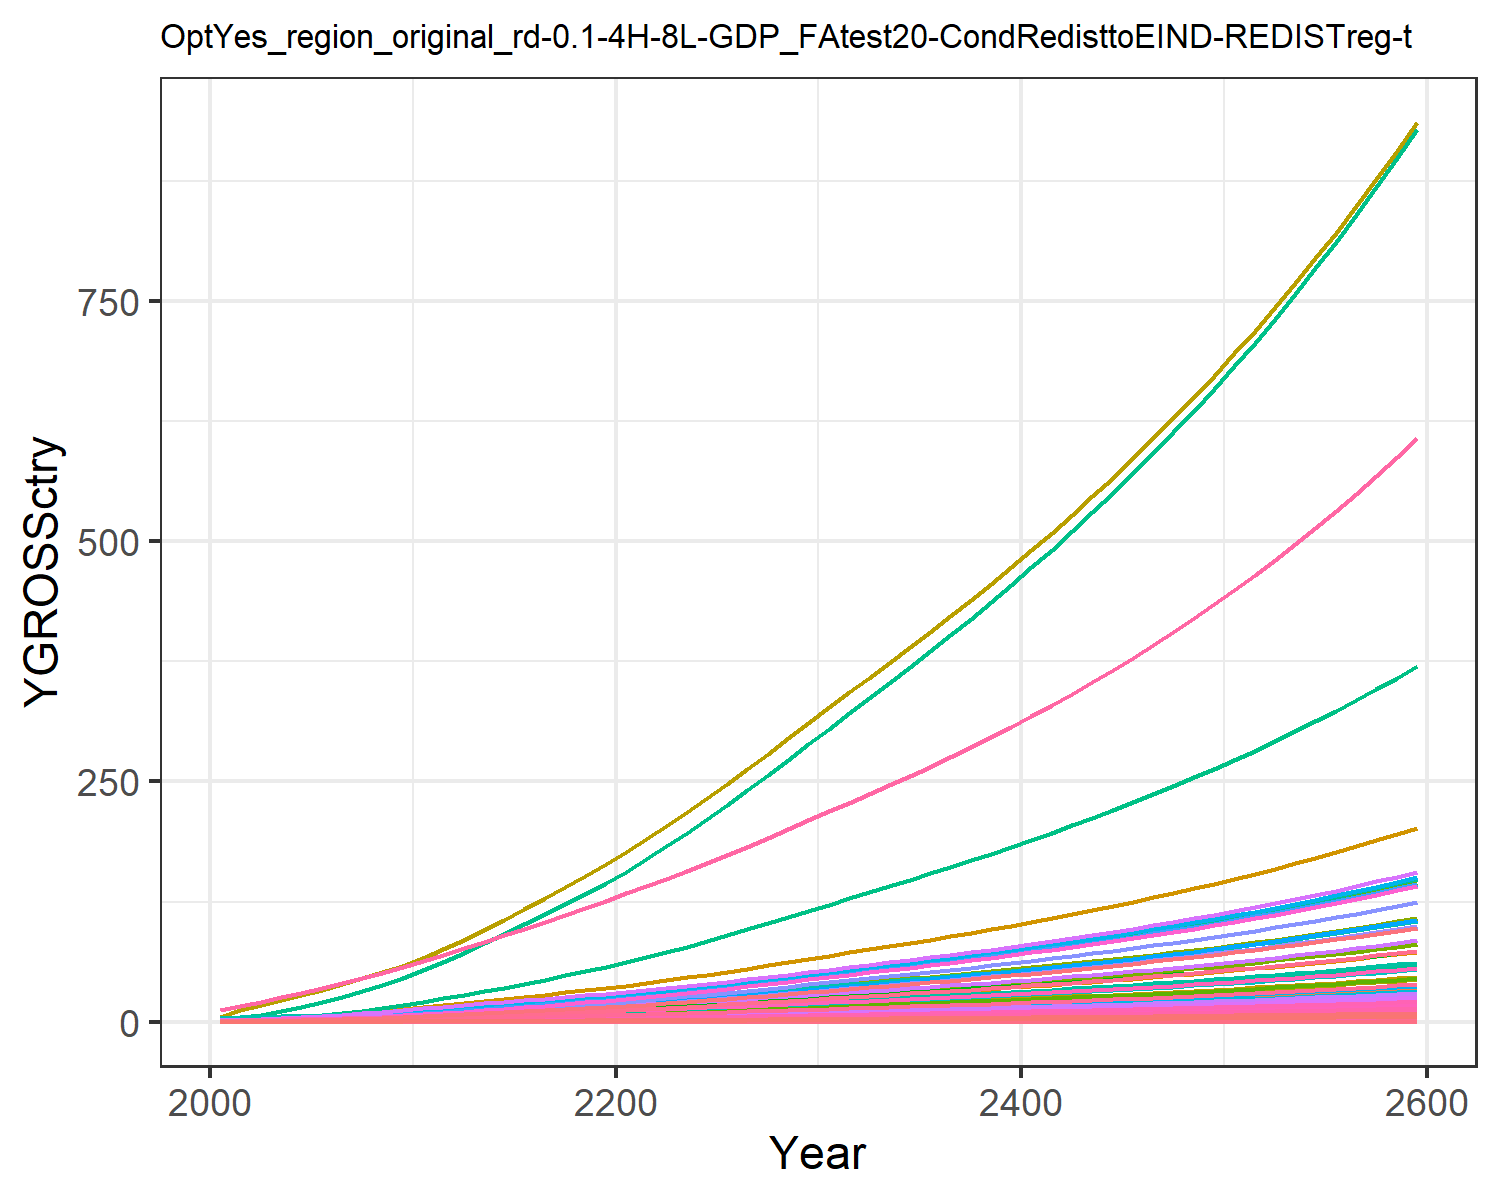 OptYes_region_original_rd-0.1-4H-8L-GDP_FAtest20-CondRedisttoEIND-REDISTreg-t
YGROSSctry
750
500
250
0
2000 2200 2400 2600
Year